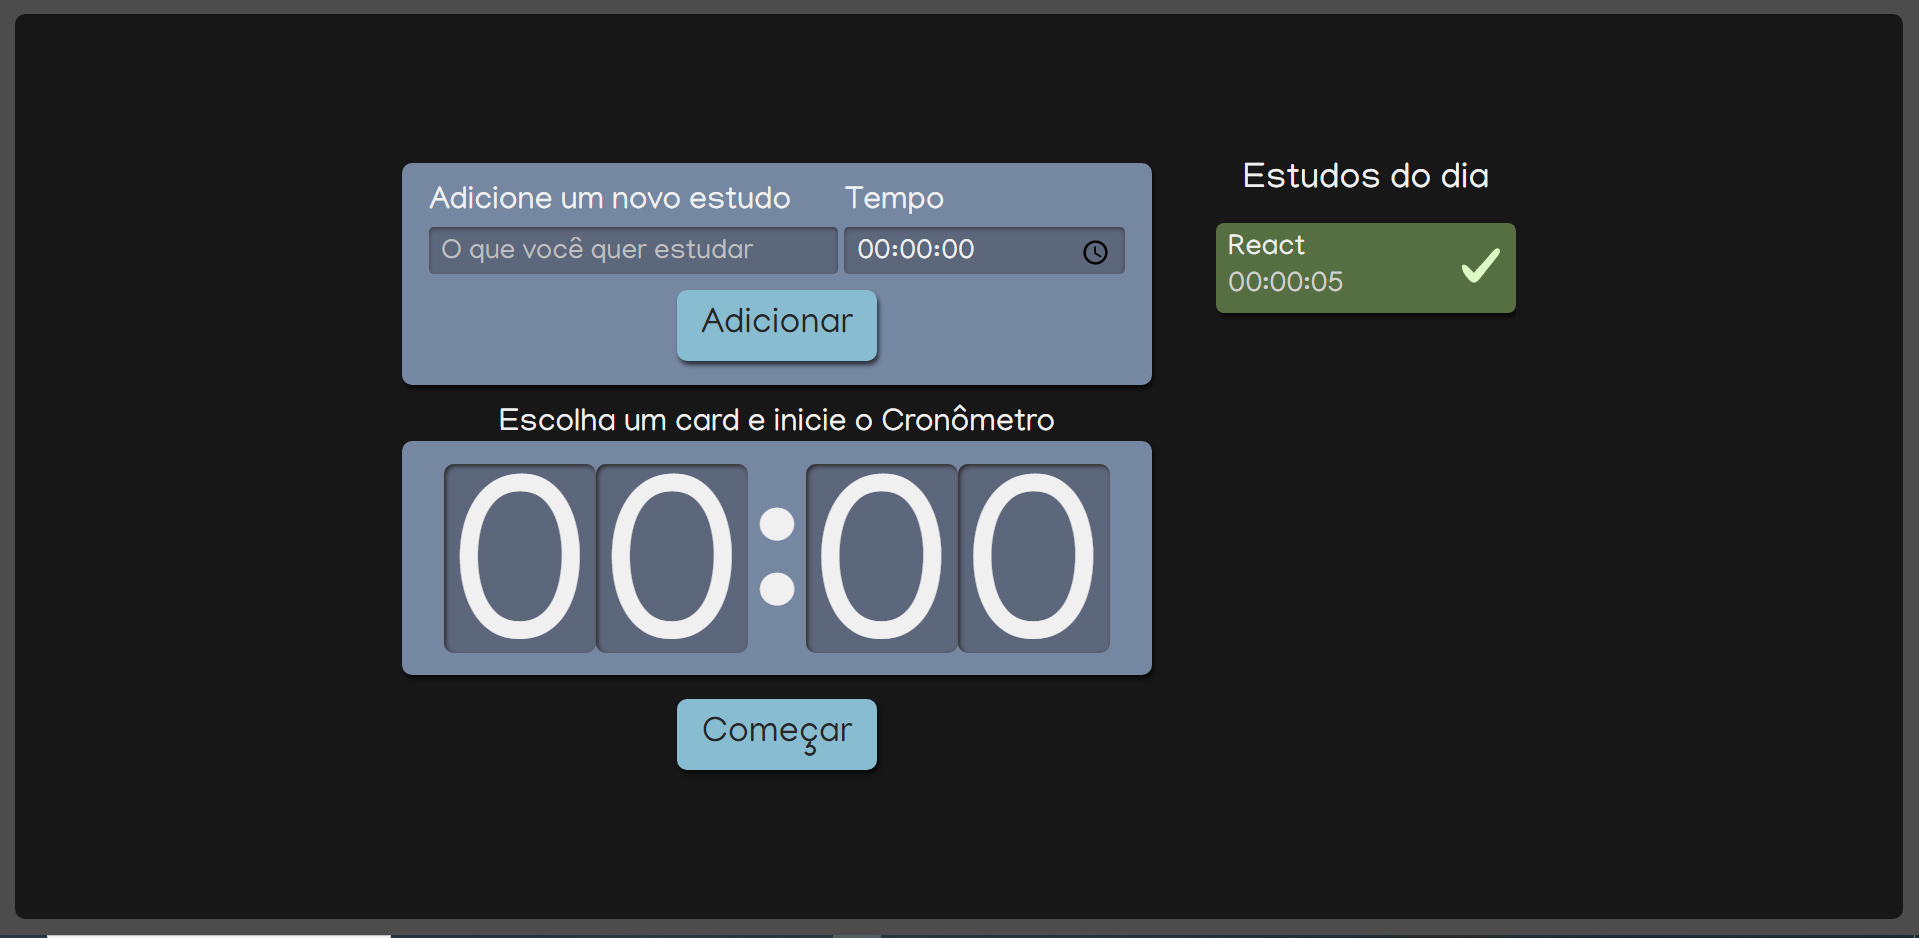 Adicione um novo estudo
Tempo
O que você quer estudar
00:00:00
Adicionar
Escolha um card e inicie o Cronômetro
00:00
Começar
Estudos do dia
React
00:00:05